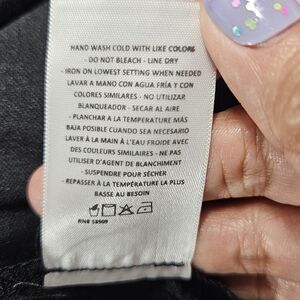 HAND WASH COLD WITH LIKE COLORS
- DO NOT BLEACH - LINE DRY
- IRON ON LOWEST SETTING WHEN NEEDED
LAVAR A MANO CON AGUA FRÍA Y CON
COLORES SIMILARES - NO UTILIZAR
BLANQUEADOR - SECAR AL AIRE
- PLANCHAR A LA TEMPERATURE MÁS
BAJA POSIBLE CUANDO SEA NECESARIO
LAVER À LA MAIN À L'EAU FROIDE AVEC
DES COULEURS SIMILAIRES - NE PAS
UTILISER D'AGENT DE BLANCHIMENT
- SUSPENDRE POUR SÉCHER
- REPASSER À LA TEMPÉRATURE LA PLUS
BASSE AU BESOIN
RN# 58909